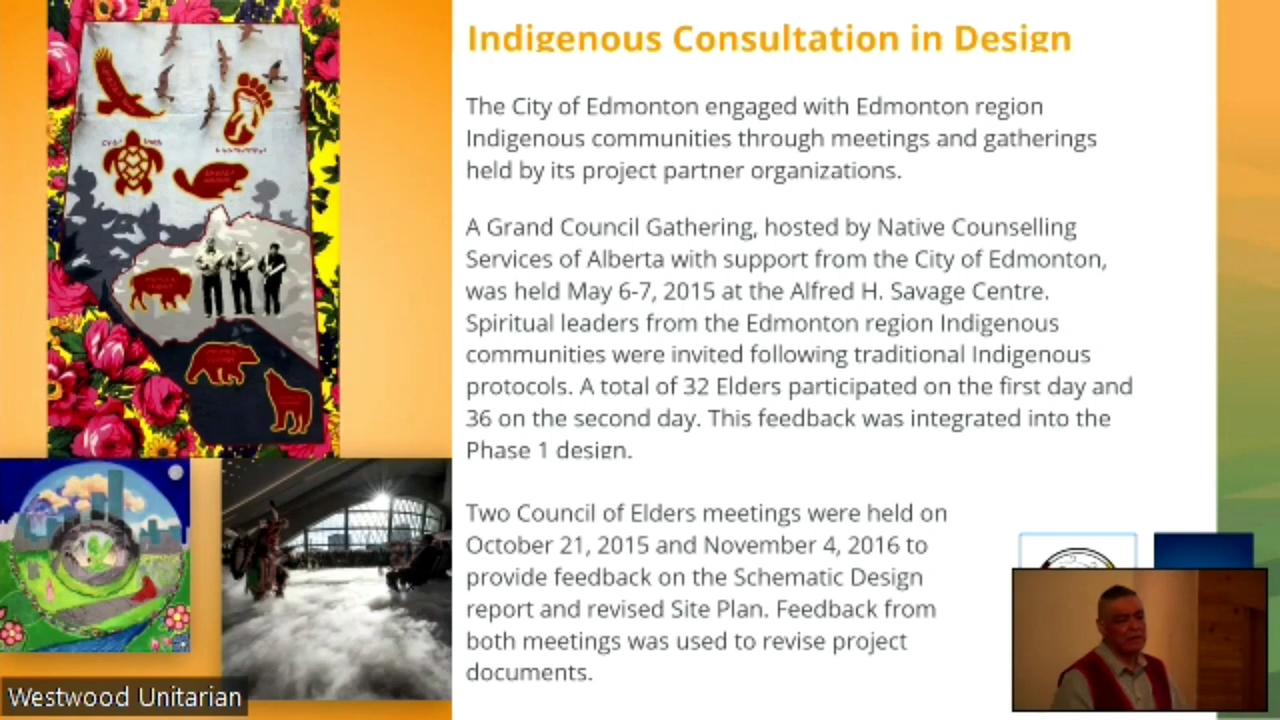 Indigenous Consultation in Design
The City of Edmonton engaged with Edmonton region
Indigenous communities through meetings and gatherings
held by its project partner organizations.
A Grand Council Gathering, hosted by Native Counselling
Services of Alberta with support from the City of Edmonton,
was held May 6-7, 2015 at the Alfred H. Savage Centre.
Spiritual leaders from the Edmonton region Indigenous
communities were invited following traditional Indigenous
protocols. A total of 32 Elders participated on the first day and
36 on the second day. This feedback was integrated into the
Phase 1 design.
Two Council of Elders meetings were held on
October 21, 2015 and November 4, 2016 to
provide feedback on the Schematic Design
report and revised Site Plan. Feedback from
both meetings was used to revise project
documents.
Westwood Unitarian